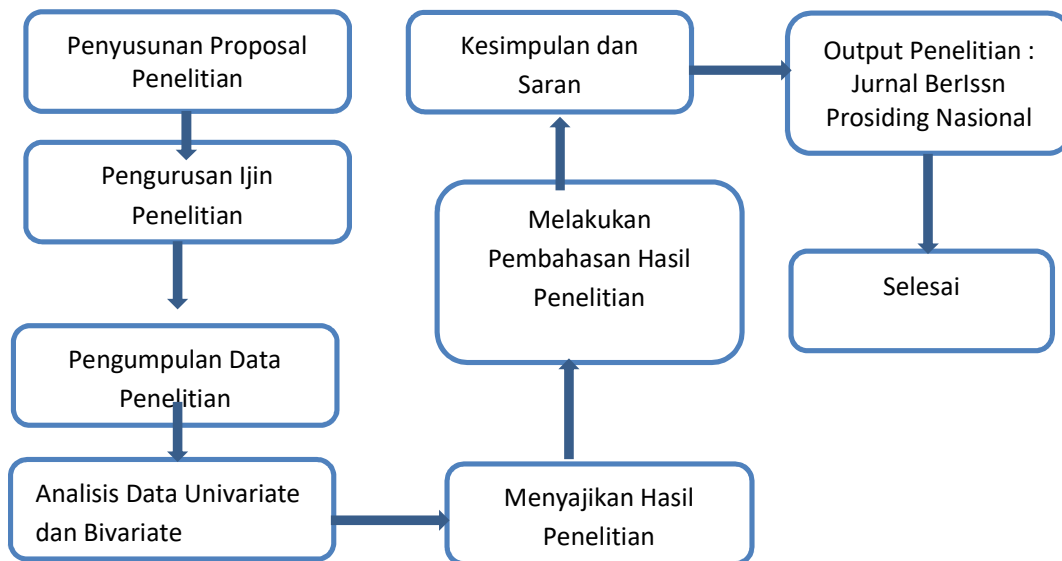 Penyusunan Proposal
Penelitian
Pengurusan Ijin
Penelitian
Pengumpulan Data
Penelitian
Analisis Data Univariate
dan Bivariate
Menyajikan Hasil
Penelitian
Melakukan
Pembahasan Hasil
Penelitian
Kesimpulan dan
Saran
Output Penelitian :
Jurnal BerIssn
Prosiding Nasional
Selesai